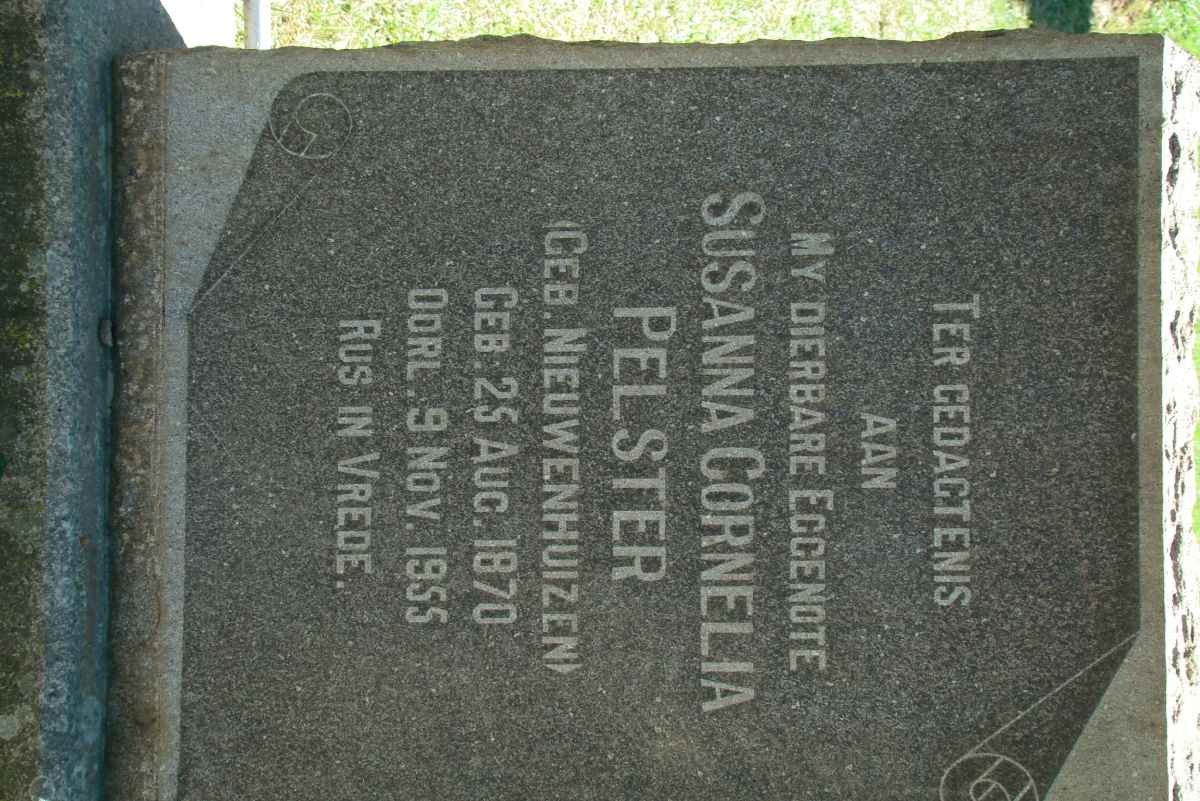 TER GEDAGTENIS
AAN
MY DIERBARE EGGENOTE
SUSANNA CORNELIA
PELSTER
(GEB. NIEUWENHUIZEN)
GEB. 25 AUG. 1870
OORL. 9 NOV. 1955
RUS IN VREDE.